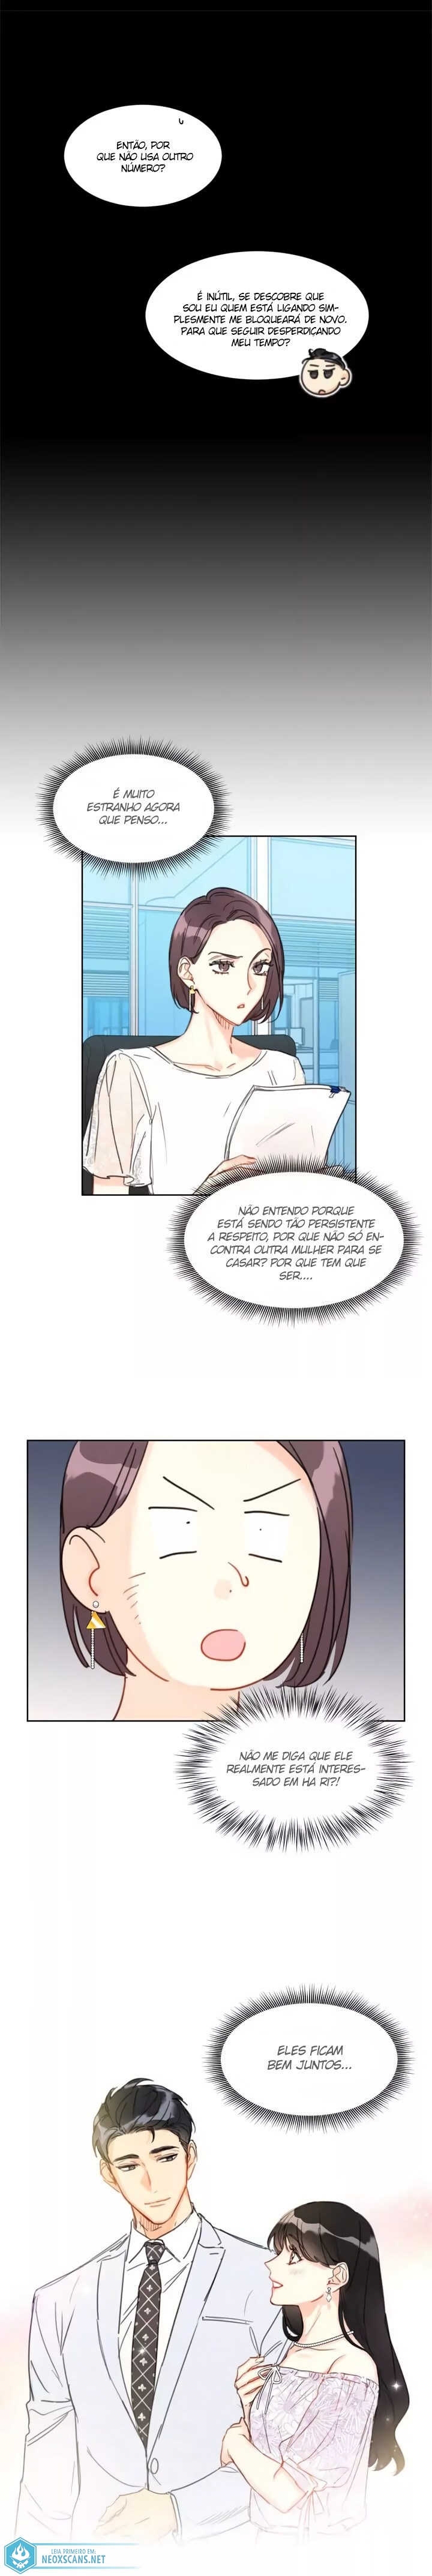 ENTÃO, POR
QUE NÃO USA OUTRO
NÚMERO?
É INÚTIL, SE DESCOBRE QUE
SOU EU QUEM ESTÁ LIGANDO SIM-
PLESMENTE ME BLOQUEARÁ DE NOVO.
PARA QUE SEGUIR DESPERDIÇANDO
MEU TEMPO?
É MUITO
ESTRANHO AGORA
QUE PENSO...
NÃO ENTENDO PORQUE
ESTÁ SENDO TÃO PERSISTENTE
A RESPEITO, POR QUE NÃO SÓ EN-
CONTRA OUTRA MULHER PARA SE
CASAR? POR QUE TEM QUE
SER....
NÃO ME DIGA QUE ELE
REALMENTE ESTÁ INTERES-
SADO EM HA RI?!
ELES FICAM
BEM JUNTOS...
LEIA PRIMEIRO EM:
NEOXSCANS.NET